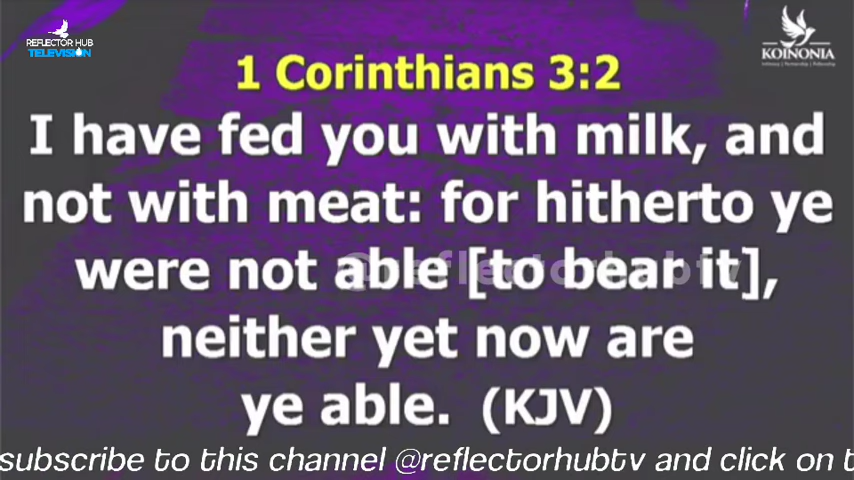 REFLECTOR HUB
TELEVISION
KOINONIA
1 Corinthians 3:2
I have fed you with milk, and
not with meat: for hitherto ye
were not able [to bear it],
neither yet now are
ye able. (KJV)
@reflectorhubtv
subscribe to this channel @reflectorhubtv and click on t